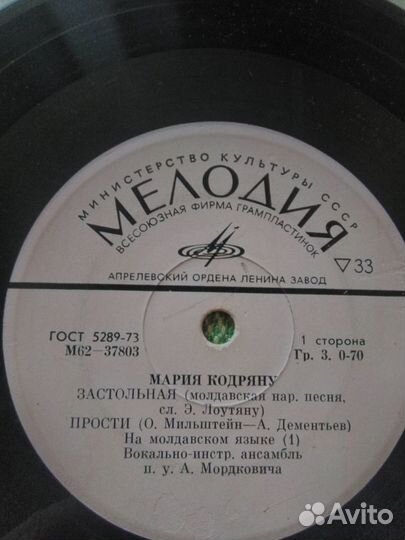 МИНИСТЕРСТВО КУЛЬТУРЫ СССР
МЕЛОДИЯ
ВСЕСОЮЗНАЯ ФИРМА ГРАМПЛАСТИНОК
АПРЕЛЕВСКИЙ ОРДЕНА ЛЕНИНА ЗАВОД
▽33
ГОСТ 5289-73
М62—37803
1 сторона
Гр. 3. 0-70
МАРИЯ КОДРЯНУ
ЗАСТОЛЬНАЯ (молдавская нар. песня,
сл. Э. Лоутяну)
ПРОСТИ (О. Мильштейн—А. Дементьев)
На молдавском языке (1)
Вокально-инстр. ансамбль
п. у. А. Мордковича
Avito